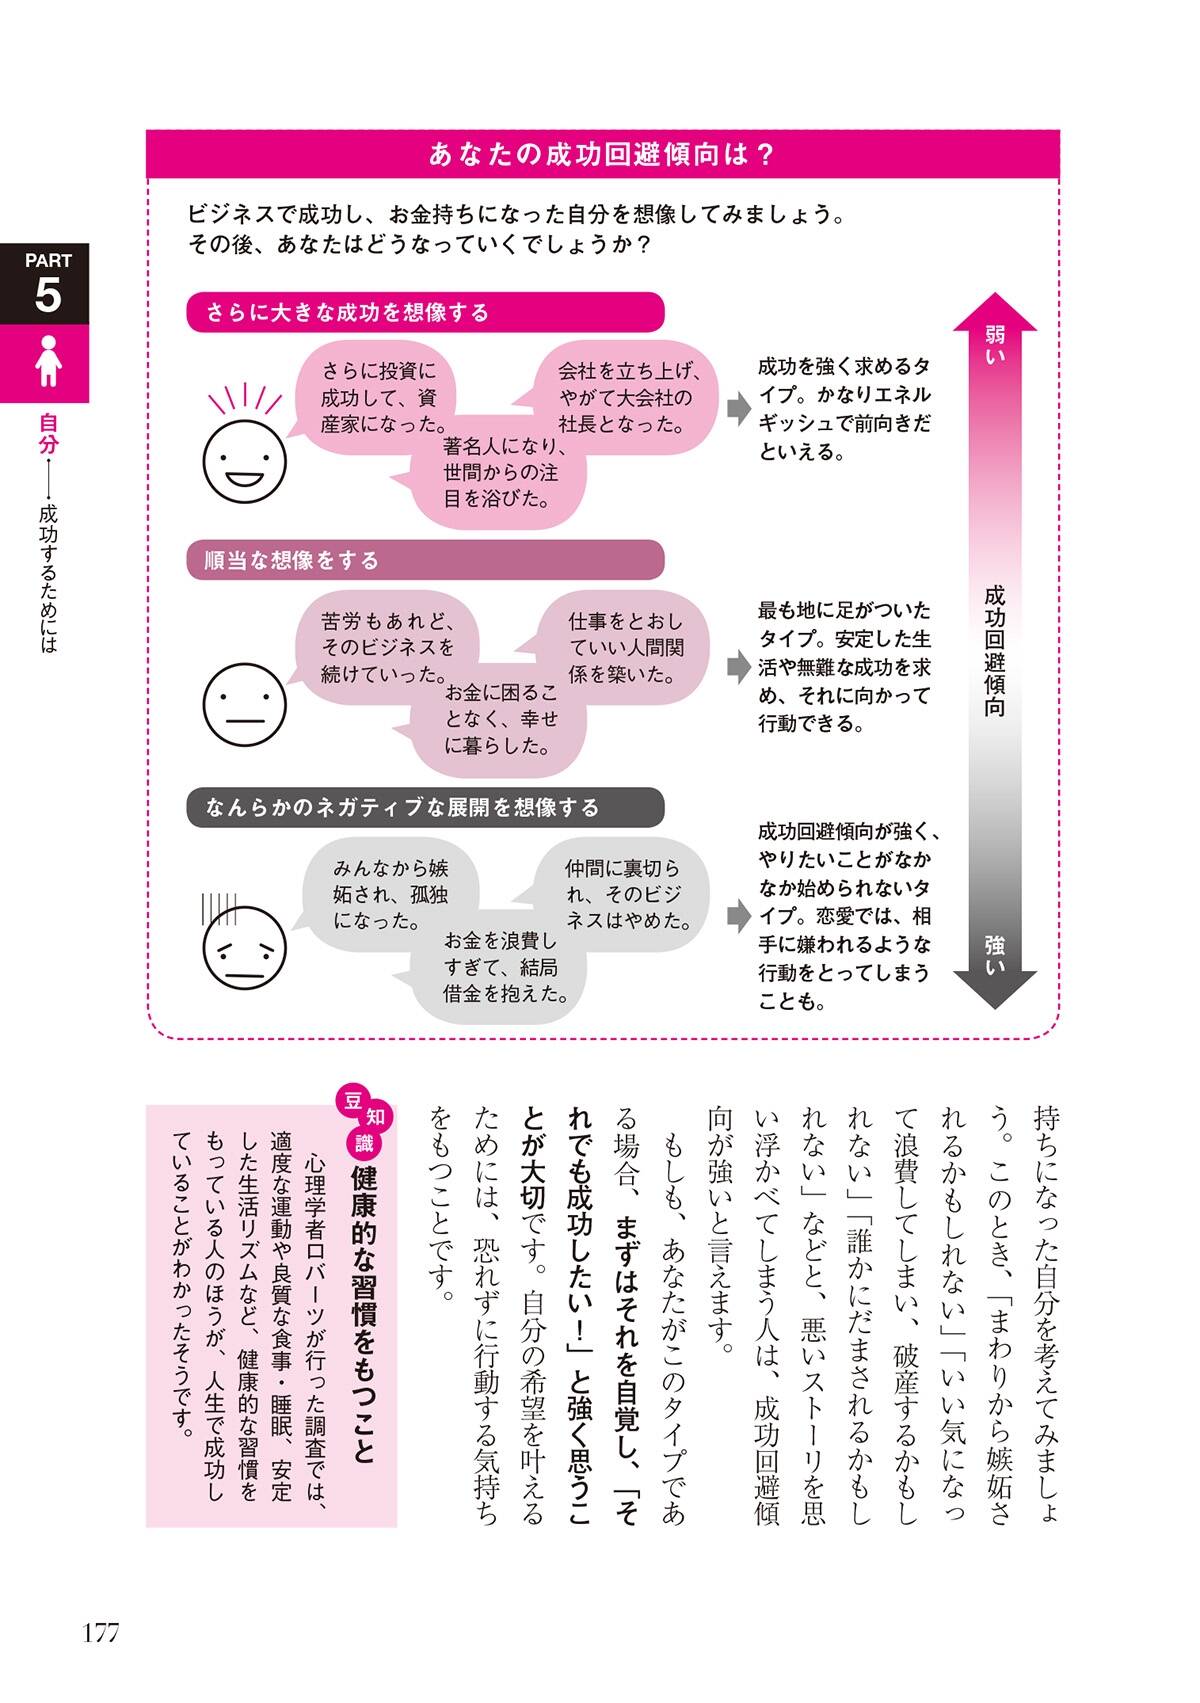 PART
5
自分――成功するためには
あなたの成功回避傾向は？
ビジネスで成功し、お金持ちになった自分を想像してみましょう。
その後、あなたはどうなっていくでしょうか？
さらに大きな成功を想像する
さらに投資に
成功して、資
産家になった。
著名人になり、
世間からの注
目を浴びた。
会社を立ち上げ、
やがて大会社の
社長となった。
成功を強く求めるタ
イプ。かなりエネル
ギッシュで前向きだ
といえる。
順当な想像をする
苦労もあれど、
そのビジネスを
続けていった。
お金に困るこ
となく、幸せ
に暮らした。
仕事をとおし
ていい人間関
係を築いた。
最も地に足がついた
タイプ。安定した生
活や無難な成功を求
め、それに向かって
行動できる。
なんらかのネガティブな展開を想像する
みんなから嫉
妬され、孤独
になった。
お金を浪費し
すぎて、結局
借金を抱えた。
仲間に裏切ら
れ、そのビジ
ネスはやめた。
成功回避傾向が強く、
やりたいことがなか
なか始められないタ
イプ。恋愛では、相
手に嫌われるような
行動をとってしまう
ことも。
弱い
成功回避傾向
強い
持ちになった自分を考えてみましょ
う。このとき、「まわりから嫉妬さ
れるかもしれない」「いい気になっ
て浪費してしまい、破産するかもし
れない」「誰かにだまされるかもし
れない」などと、悪いストーリを思
い浮かべてしまう人は、成功回避傾
向が強いと言えます。
もしも、あなたがこのタイプであ
る場合、まずはそれを自覚し、「そ
れでも成功したい！」と強く思うこ
とが大切です。自分の希望を叶える
ためには、恐れずに行動する気持ち
をもつことです。
豆知識
健康的な習慣をもつこと
心理学者ロバーツが行った調査では、
適度な運動や良質な食事・睡眠、安定
した生活リズムなど、健康的な習慣を
もっている人のほうが、人生で成功し
ていることがわかったそうです。
177